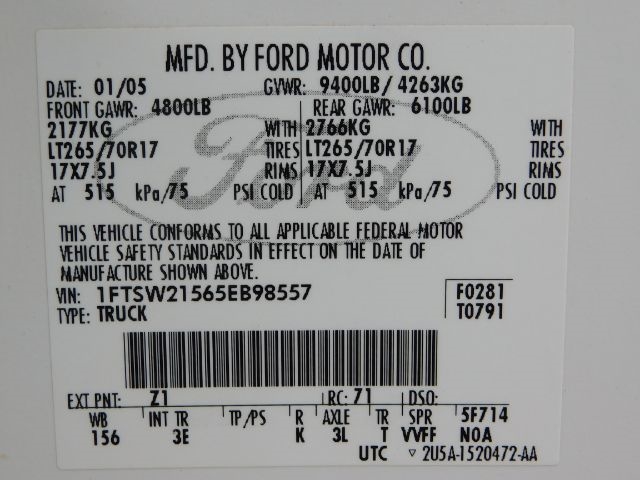 MFD. BY FORD MOTOR CO.
DATE: 01/05 GVWR: 9400LB/ 4263KG
FRONT GAWR: 4800LB REAR GAWR: 6100LB
2177KG WITH 2766KG WITH
LT265/70R17 TIRES LT265/70R17 TIRES
17X7.5J RIMS 17X7.5J RIMS
AT 515 kPa/75 PSI COLD AT 515 kPa/75 PSI COLD
Ford
THIS VEHICLE CONFORMS TO ALL APPLICABLE FEDERAL MOTOR
VEHICLE SAFETY STANDARDS IN EFFECT ON THE DATE OF
MANUFACTURE SHOWN ABOVE.
VIN: 1FTSW21565EB98557 F0281
TYPE: TRUCK T0791
EXT PNT: Z1 RC: 71 DSO:
WB INT TR TP/PS R AXLE TR SPR 5F714
156 3E K 3L T VVFF NOA
UTC ▽ 2U5A-1520472-AA